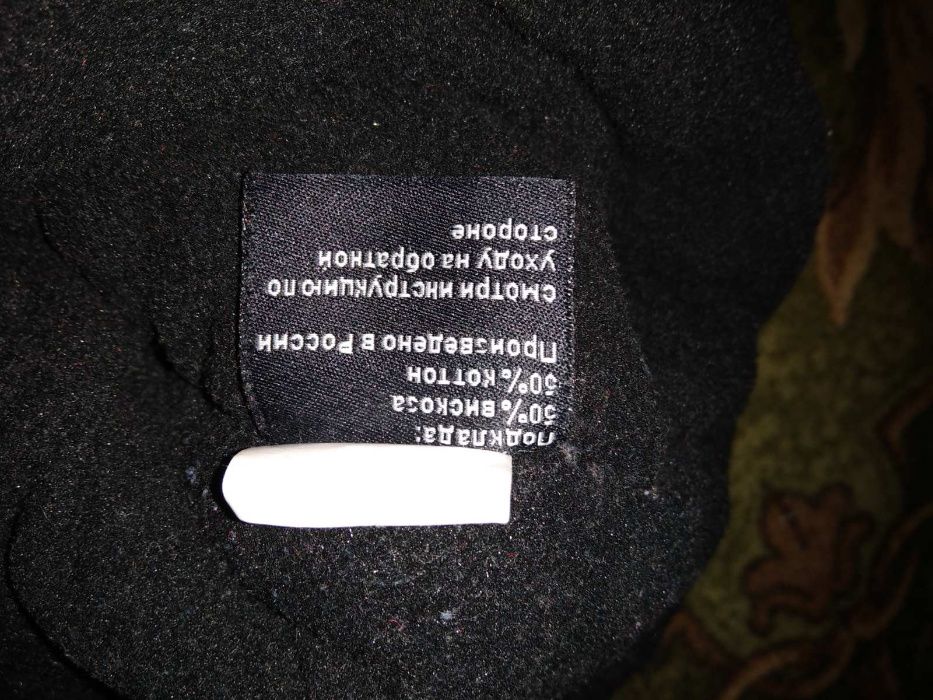 подклада:
50% вискоза
50% коттон
Произведено в России
смотри инструкцию по
уходу на обратной
стороне